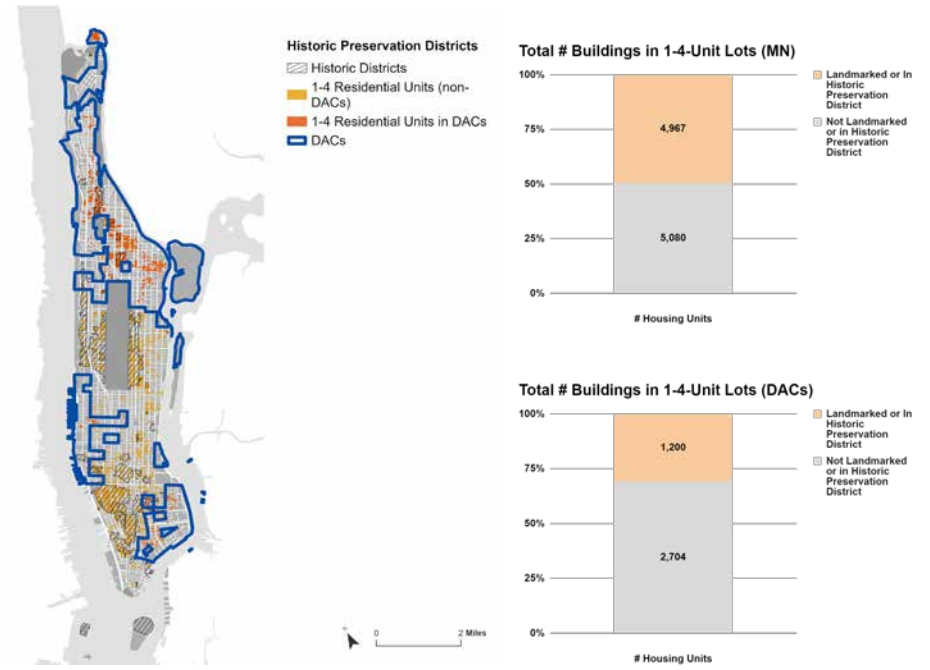 Historic Preservation Districts
Historic Districts
1-4 Residential Units (non-
DACs)
1-4 Residential Units in DACs
DACs
0
2 Miles
Total # Buildings in 1-4-Unit Lots (MN)
100%
75%
50%
25%
0%
4,967
5,080
# Housing Units
Landmarked or In
Historic
Preservation
District
Not Landmarked
or in Historic
Preservation
District
Total # Buildings in 1-4-Unit Lots (DACs)
100%
75%
50%
25%
0%
1,200
2,704
# Housing Units
Landmarked or In
Historic
Preservation
District
Not Landmarked
or in Historic
Preservation
District